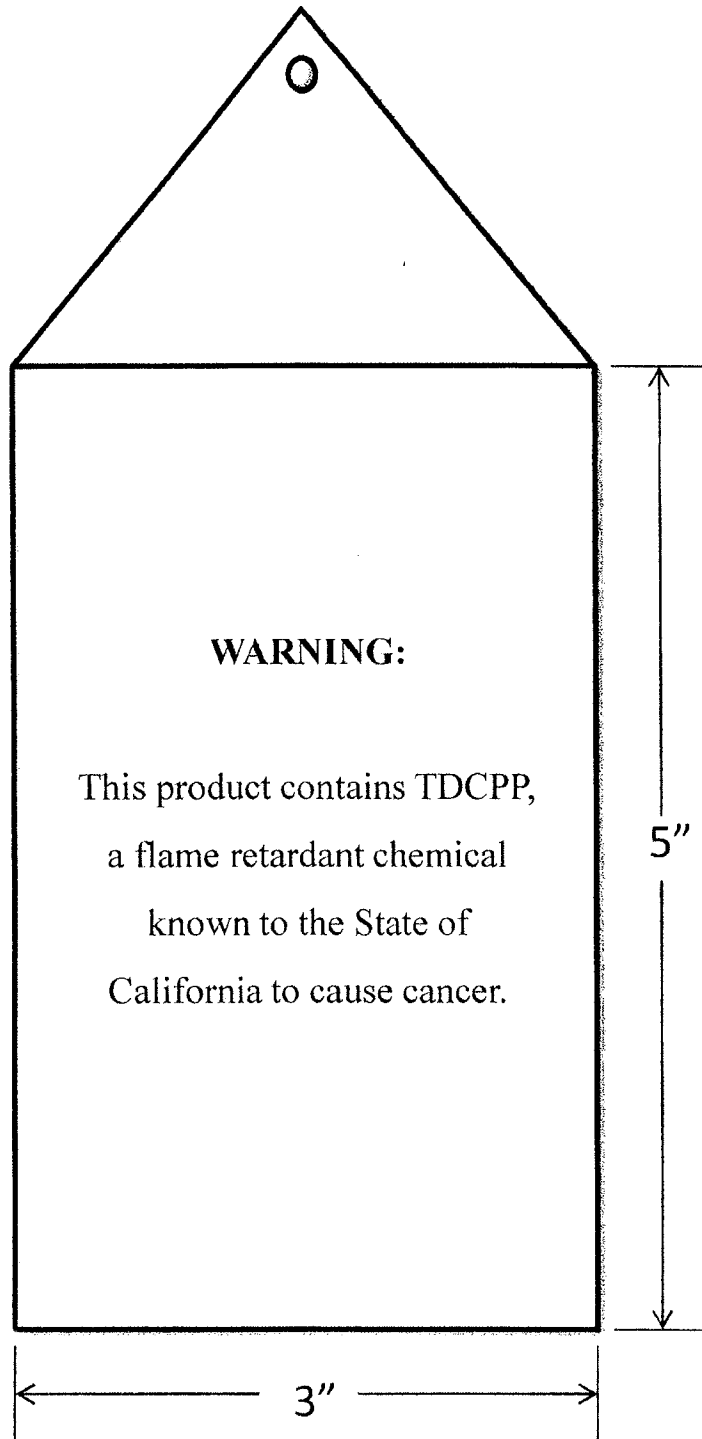 WARNING:
This product contains TDCPP,
a flame retardant chemical
known to the State of
California to cause cancer.
5”
3”